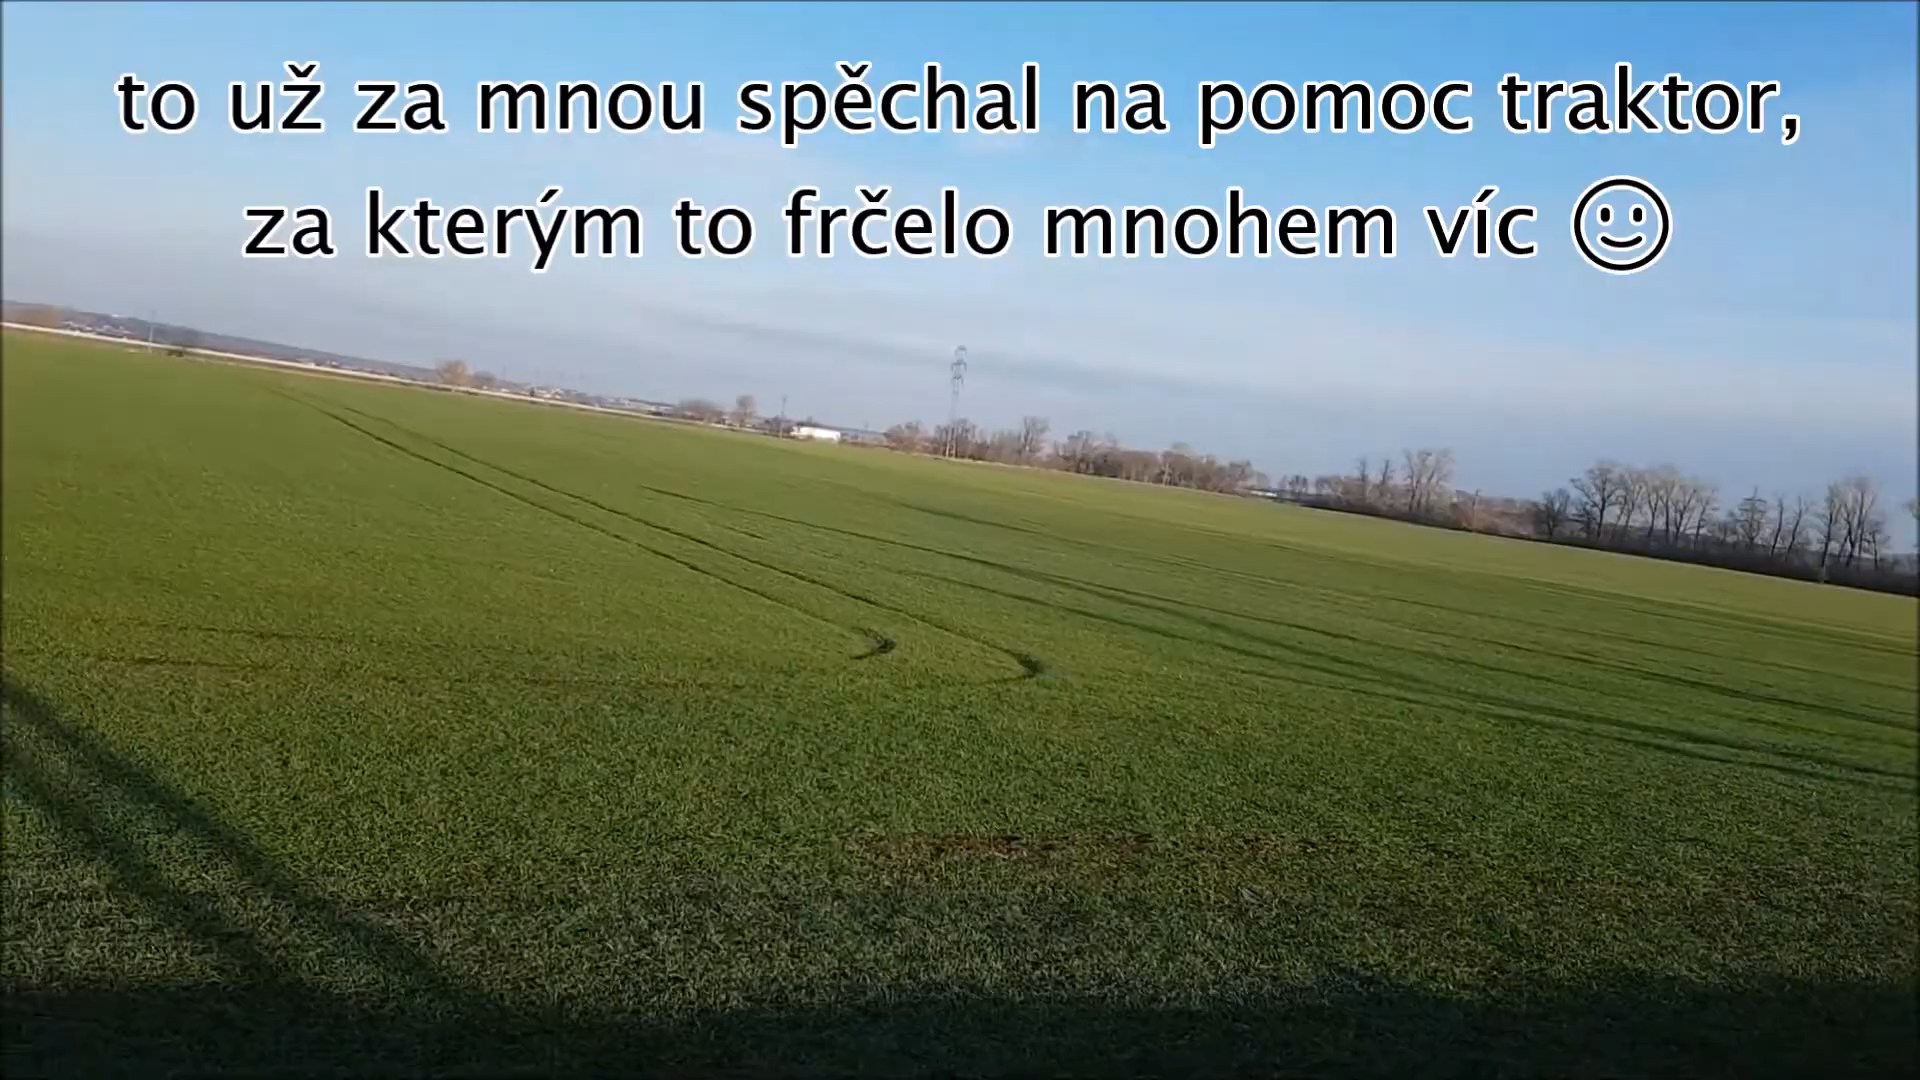 to už za mnou spěchal na pomoc traktor,
za kterým to frčelo mnohem víc ☺